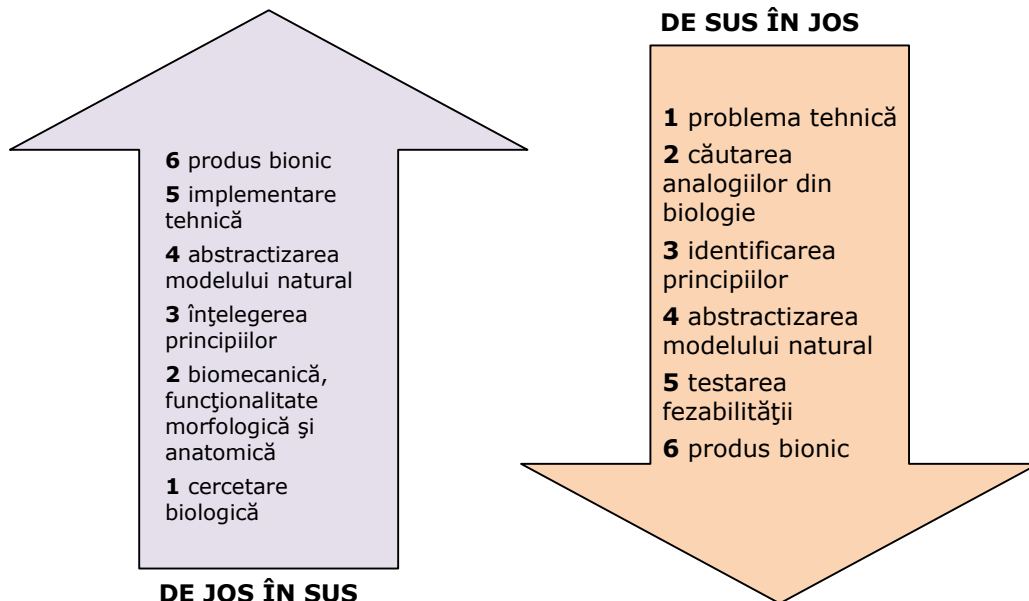 6 produs bionic
5 implementare
tehnică
4 abstractizarea
modelului natural
3 înţelegerea
principiilor
2 biomecanică,
funcţionalitate
morfologică şi
anatomică
1 cercetare
biologică
DE JOS ÎN SUS
DE SUS ÎN JOS
1 problema tehnică
2 căutarea
analogiilor din
biologie
3 identificarea
principiilor
4 abstractizarea
modelului natural
5 testarea
fezabilităţii
6 produs bionic